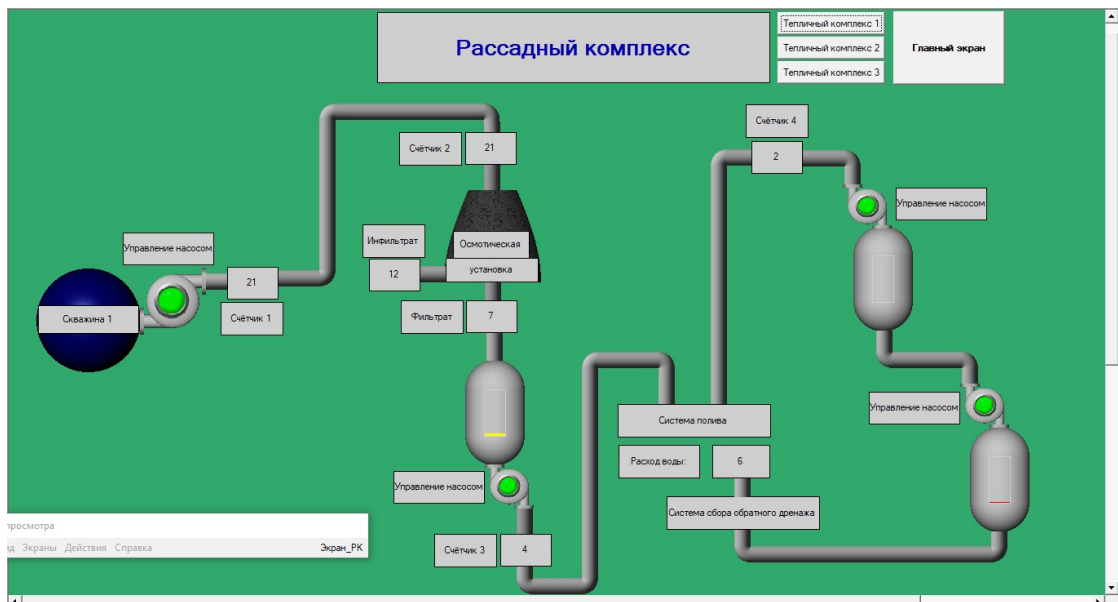 Рассадный комплекс
Тепличный комплекс 1
Тепличный комплекс 2
Тепличный комплекс 3
Главный экран
Счётчик 4
2
Счётчик 2
21
Управление насосом
Инфильтрат
12
Осмотическая
установка
Управление насосом
21
Счётчик 1
Скважина 1
Фильтрат
7
Управление насосом
Система полива
Расход воды:
6
Управление насосом
Система сбора обратного дренажа
Счётчик 3
4
просмотра
Экраны Действия Справка
Экран_РК